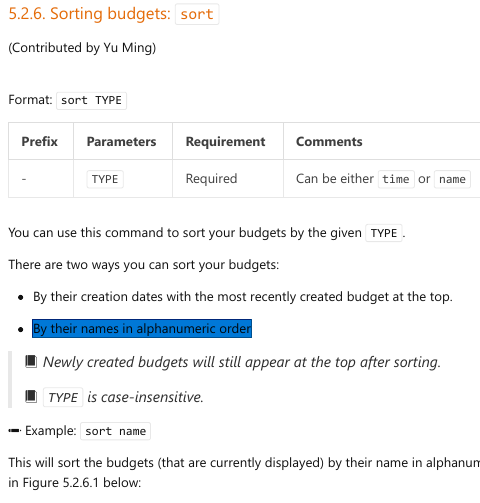 5.2.6. Sorting budgets: sort
(Contributed by Yu Ming)
Format: sort TYPE
Prefix Parameters Requirement Comments
- TYPE Required Can be either time or name
You can use this command to sort your budgets by the given TYPE.
There are two ways you can sort your budgets:
• By their creation dates with the most recently created budget at the top.
• By their names in alphanumeric order
Newly created budgets will still appear at the top after sorting.
TYPE is case-insensitive.
Example: sort name
This will sort the budgets (that are currently displayed) by their name in
in Figure 5.2.6.1 below: